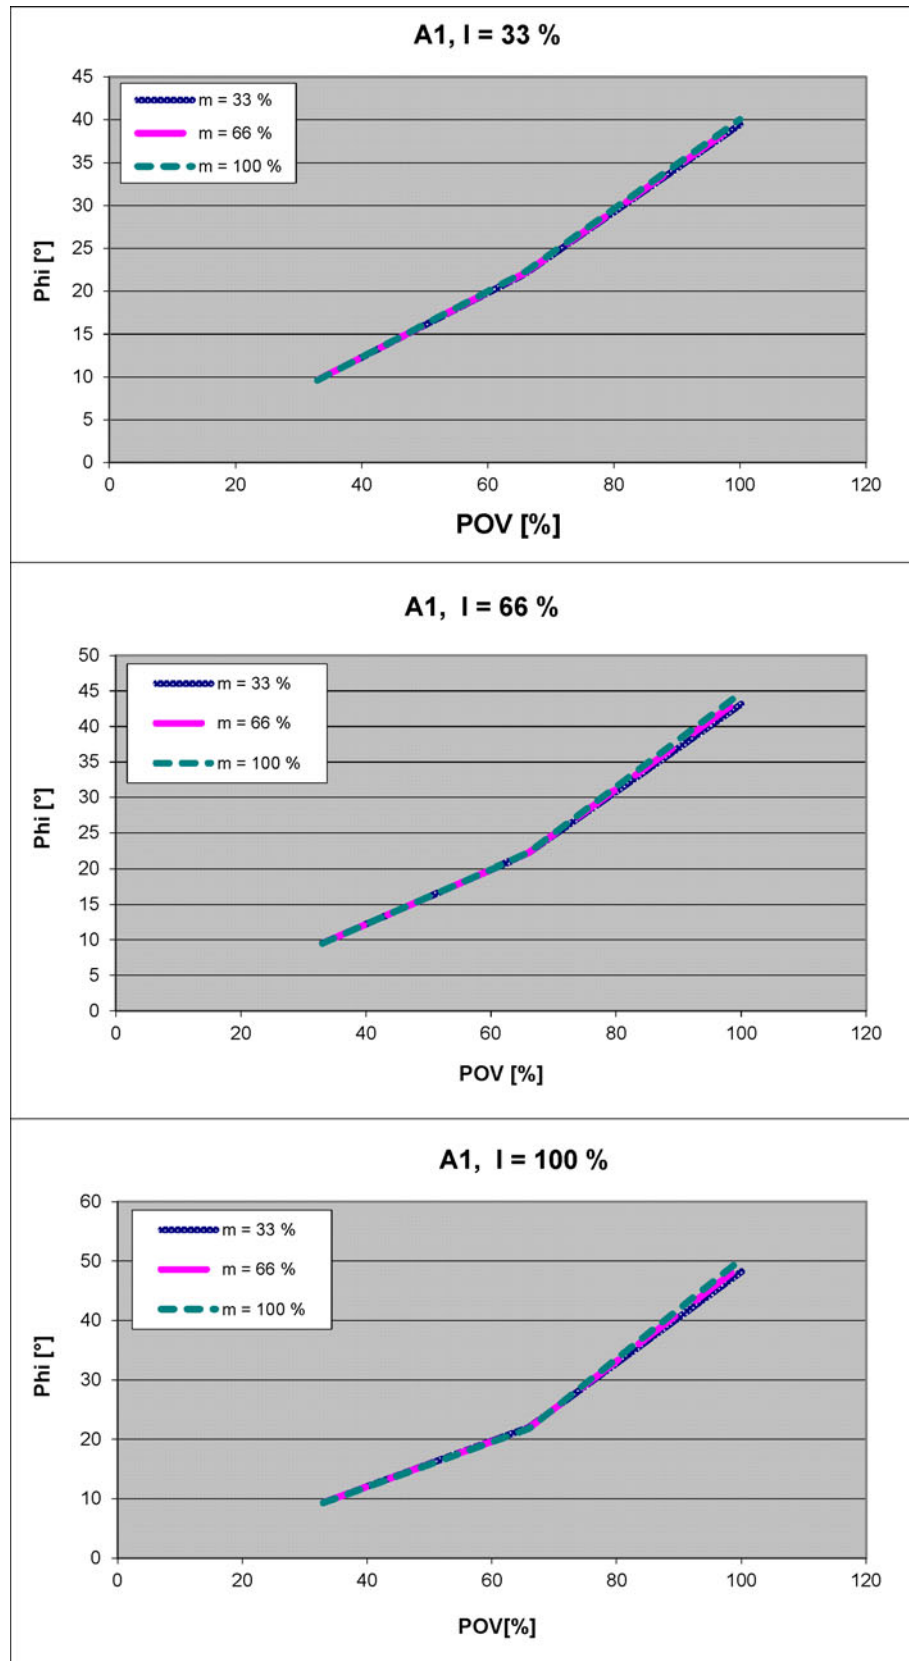 A1, I = 33 %
45
40
35
30
25
20
15
10
5
0
Phi [°]
m = 33 %
m = 66 %
m = 100 %
0 20 40 60 80 100 120
POV [%]
A1, I = 66 %
50
45
40
35
30
25
20
15
10
5
0
Phi [°]
m = 33 %
m = 66 %
m = 100 %
0 20 40 60 80 100 120
POV [%]
A1, I = 100 %
60
50
40
30
20
10
0
Phi [°]
m = 33 %
m = 66 %
m = 100 %
0 20 40 60 80 100 120
POV[%]